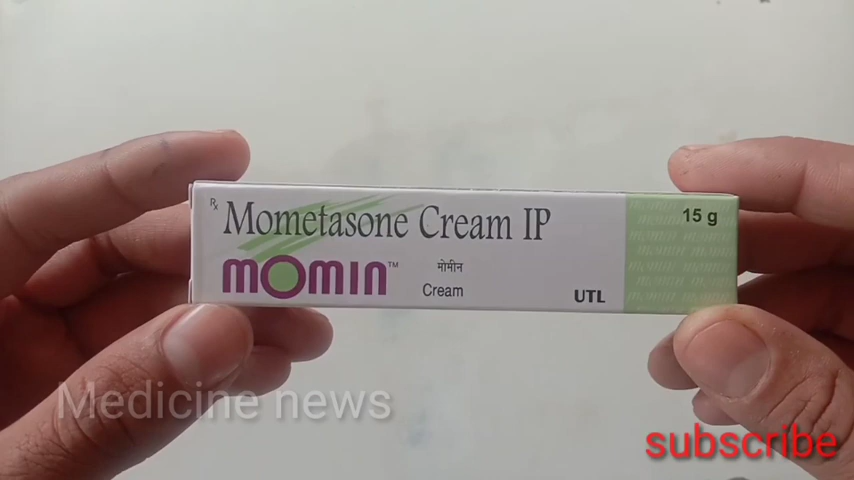 Rx Mometasone Cream IP
15 g
momin™
मोमीन
Cream
UTL
Medicine news
subscribe